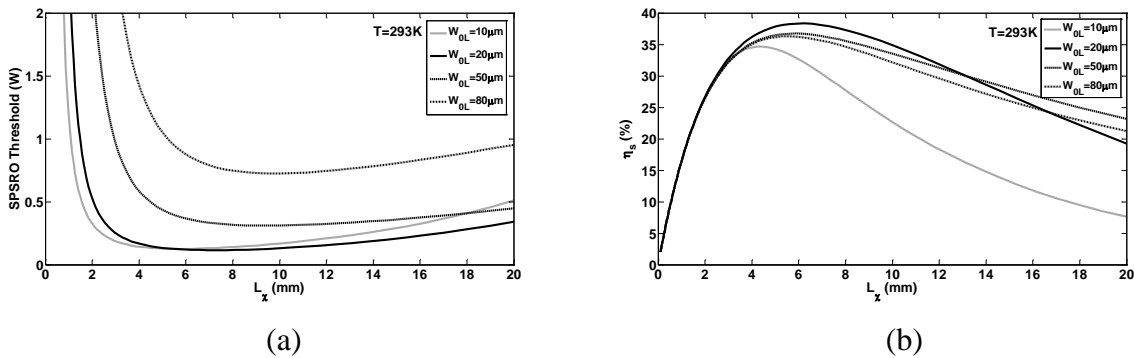 2
1.5
1
0.5
0
SPSRO Threshold (W)
T=293K
W₀L=10μm
W₀L=20μm
W₀L=50μm
W₀L=80μm
0 2 4 6 8 10 12 14 16 18 20
Lχ (mm)
(a)
40
35
30
25
20
15
10
5
0
ηs (%)
T=293K
W₀L=10μm
W₀L=20μm
W₀L=50μm
W₀L=80μm
0 2 4 6 8 10 12 14 16 18 20
Lχ (mm)
(b)